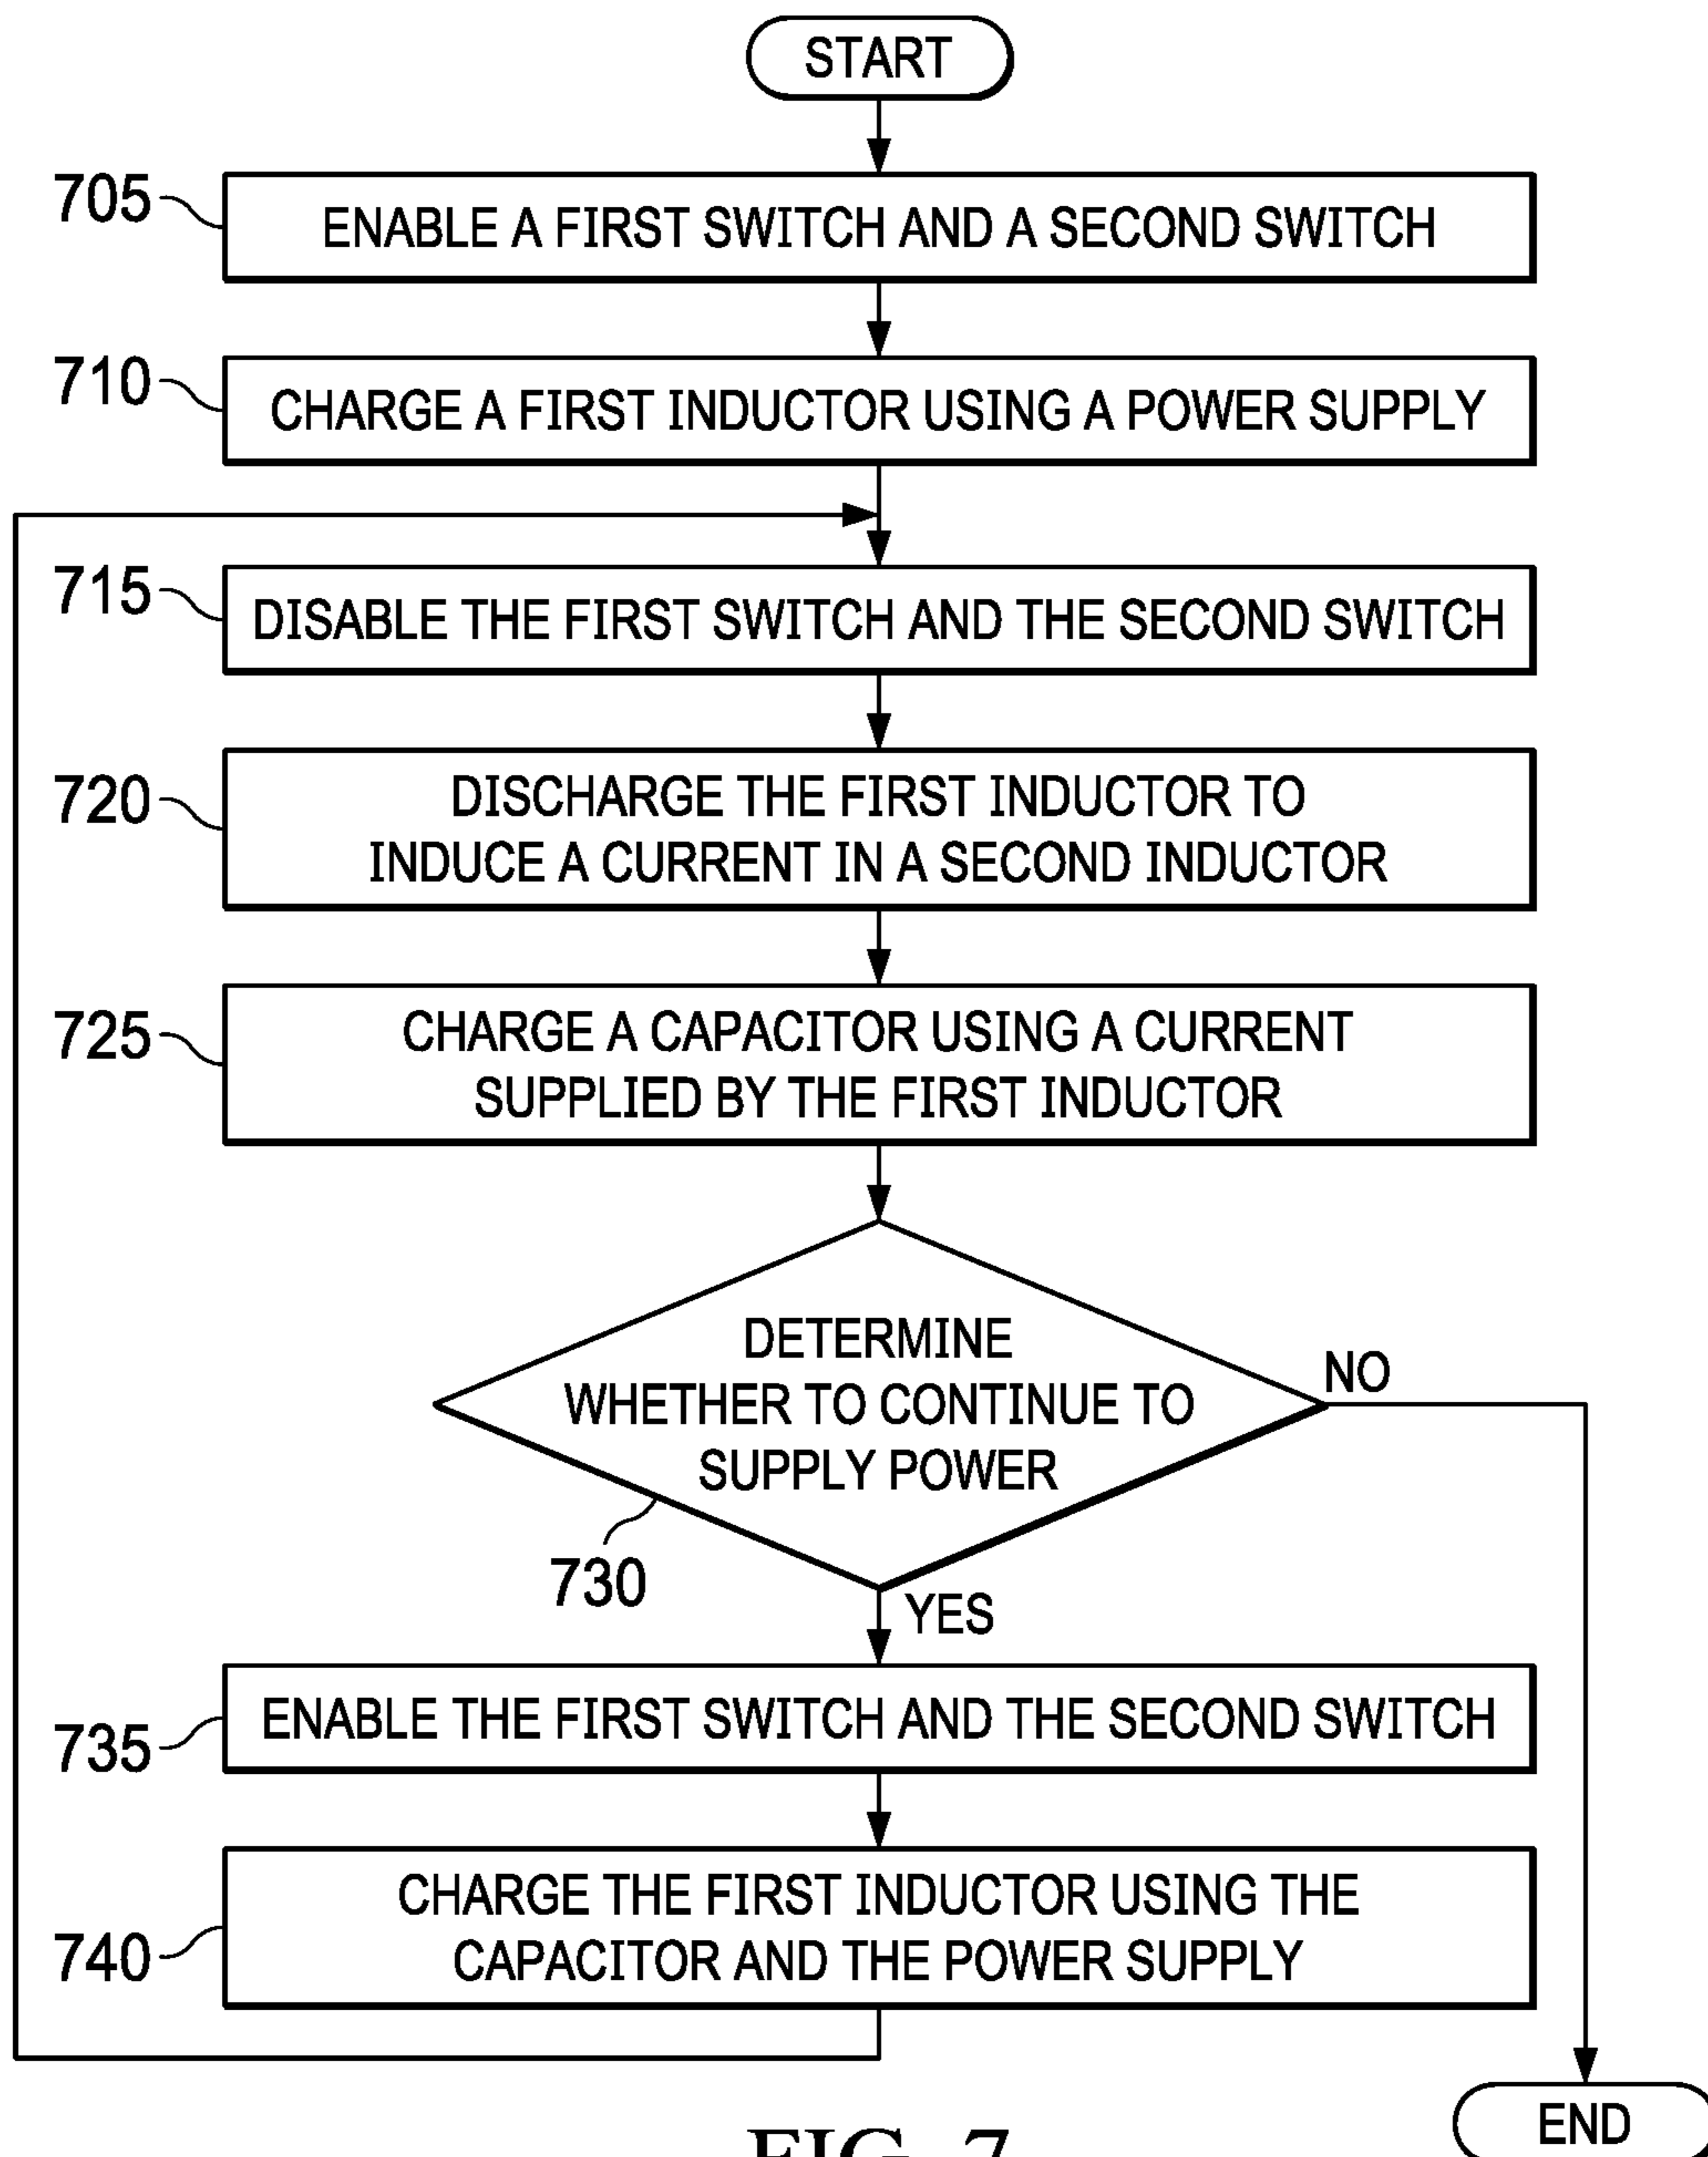 START
705
ENABLE A FIRST SWITCH AND A SECOND SWITCH
710
CHARGE A FIRST INDUCTOR USING A POWER SUPPLY
715
DISABLE THE FIRST SWITCH AND THE SECOND SWITCH
720
DISCHARGE THE FIRST INDUCTOR TO
INDUCE A CURRENT IN A SECOND INDUCTOR
725
CHARGE A CAPACITOR USING A CURRENT
SUPPLIED BY THE FIRST INDUCTOR
DETERMINE
WHETHER TO CONTINUE TO
SUPPLY POWER
NO
730
YES
735
ENABLE THE FIRST SWITCH AND THE SECOND SWITCH
740
CHARGE THE FIRST INDUCTOR USING THE
CAPACITOR AND THE POWER SUPPLY
END
FIG. 7